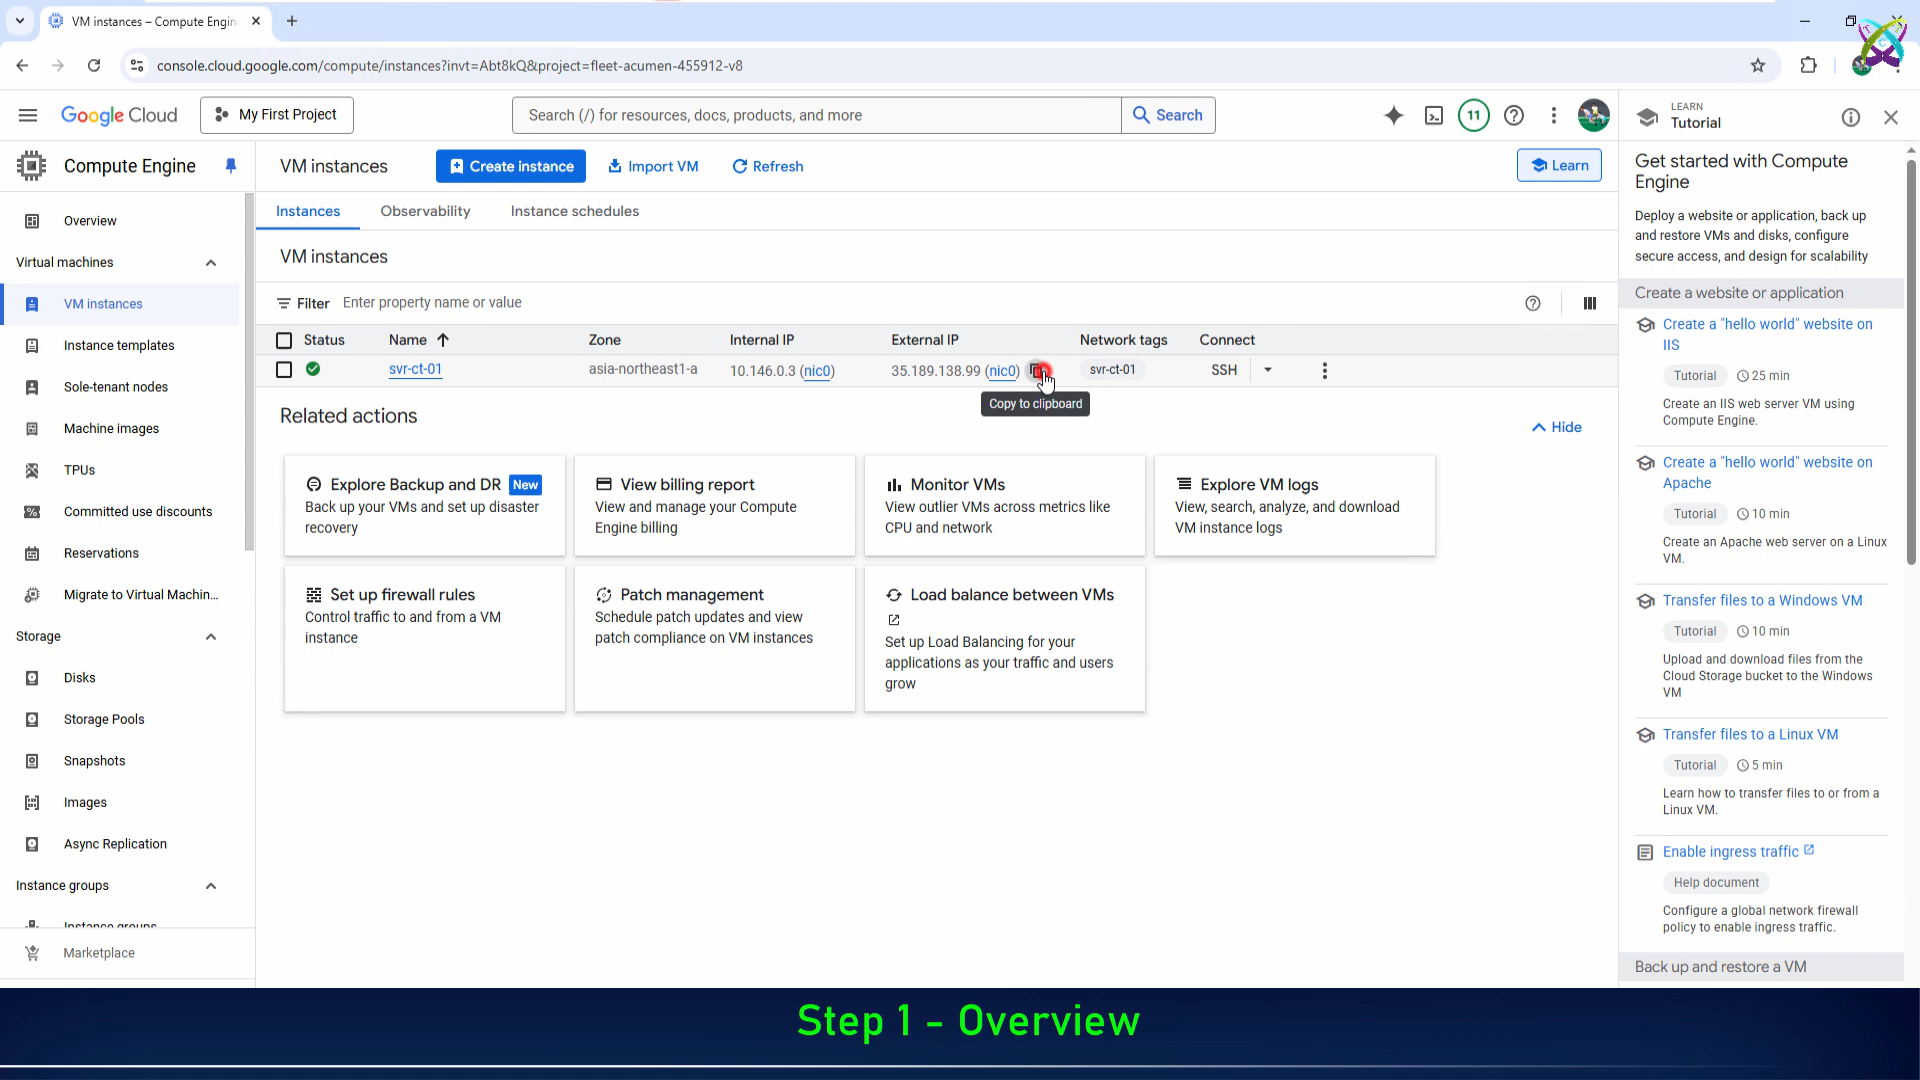 VM instances – Compute Engin
console.cloud.google.com/compute/instances?invt=Abt8kQ&project=fleet-acumen-455912-v8
Google Cloud
My First Project
Search (/) for resources, docs, products, and more
Search
11
LEARN
Tutorial
Compute Engine
VM instances
Create instance
Import VM
Refresh
Learn
Instances
Observability
Instance schedules
Overview
Virtual machines
VM instances
Instance templates
Sole-tenant nodes
Machine images
TPUs
Committed use discounts
Reservations
Migrate to Virtual Machin...
Storage
Disks
Storage Pools
Snapshots
Images
Async Replication
Instance groups
Instance groups
Marketplace
VM instances
Filter Enter property name or value
Status Name Zone Internal IP External IP Network tags Connect
svr-ct-01 asia-northeast1-a 10.146.0.3 (nic0) 35.189.138.99 (nic0) svr-ct-01 SSH
Copy to clipboard
Related actions
Hide
Explore Backup and DR New
Back up your VMs and set up disaster
recovery
View billing report
View and manage your Compute
Engine billing
Monitor VMs
View outlier VMs across metrics like
CPU and network
Explore VM logs
View, search, analyze, and download
VM instance logs
Set up firewall rules
Control traffic to and from a VM
instance
Patch management
Schedule patch updates and view
patch compliance on VM instances
Load balance between VMs
Set up Load Balancing for your
applications as your traffic and users
grow
Get started with Compute
Engine
Deploy a website or application, back up
and restore VMs and disks, configure
secure access, and design for scalability
Create a website or application
Create a "hello world" website on
IIS
Tutorial 25 min
Create an IIS web server VM using
Compute Engine.
Create a "hello world" website on
Apache
Tutorial 10 min
Create an Apache web server on a Linux
VM.
Transfer files to a Windows VM
Tutorial 10 min
Upload and download files from the
Cloud Storage bucket to the Windows
VM
Transfer files to a Linux VM
Tutorial 5 min
Learn how to transfer files to or from a
Linux VM.
Enable ingress traffic
Help document
Configure a global network firewall
policy to enable ingress traffic.
Back up and restore a VM
Step 1 - Overview